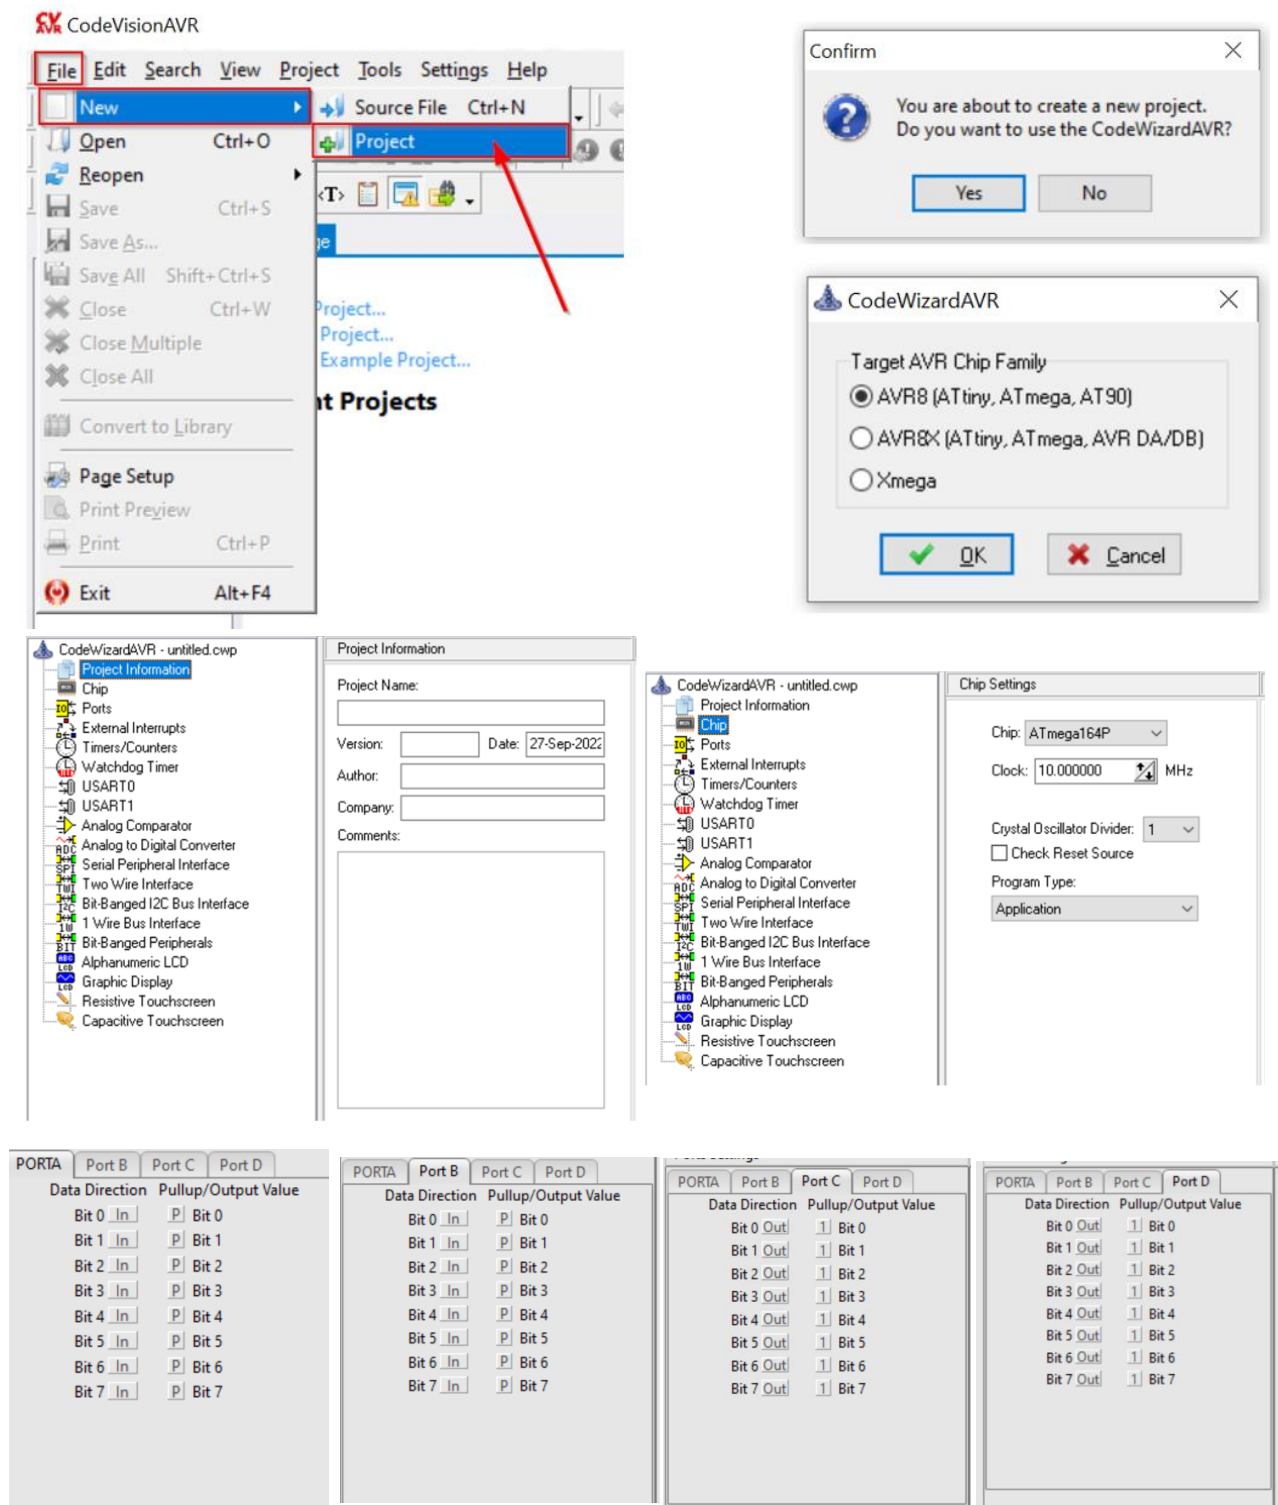 CodeVisionAVR
File Edit Search View Project Tools Settings Help
New
Source File Ctrl+N
Open Ctrl+O
Project
Reopen
<T>
Save Ctrl+S
Save As...
ge
Save All Shift+Ctrl+S
Close Ctrl+W
Project...
Close Multiple
Project...
Example Project...
Close All
nt Projects
Convert to Library
Page Setup
Print Preview
Print Ctrl+P
Exit Alt+F4
Confirm
You are about to create a new project.
Do you want to use the CodeWizardAVR?
Yes No
CodeWizardAVR
Target AVR Chip Family
AVR8 (ATtiny, ATmega, AT90)
AVR8X (ATtiny, ATmega, AVR DA/DB)
Xmega
OK Cancel
CodeWizardAVR - untitled.cwp
Project Information
Chip
Ports
External Interrupts
Timers/Counters
Watchdog Timer
USART0
USART1
Analog Comparator
Analog to Digital Converter
Serial Peripheral Interface
Two Wire Interface
Bit-Banged I2C Bus Interface
1 Wire Bus Interface
Bit-Banged Peripherals
Alphanumeric LCD
Graphic Display
Resistive Touchscreen
Capacitive Touchscreen
Project Information
Project Name:
Version: Date: 27-Sep-2022
Author:
Company:
Comments:
CodeWizardAVR - untitled.cwp
Project Information
Chip
Ports
External Interrupts
Timers/Counters
Watchdog Timer
USART0
USART1
Analog Comparator
Analog to Digital Converter
Serial Peripheral Interface
Two Wire Interface
Bit-Banged I2C Bus Interface
1 Wire Bus Interface
Bit-Banged Peripherals
Alphanumeric LCD
Graphic Display
Resistive Touchscreen
Capacitive Touchscreen
Chip Settings
Chip: ATmega164P
Clock: 10.000000 MHz
Crystal Oscillator Divider: 1
Check Reset Source
Program Type:
Application
PORTA Port B Port C Port D
Data Direction Pullup/Output Value
Bit 0 In P Bit 0
Bit 1 In P Bit 1
Bit 2 In P Bit 2
Bit 3 In P Bit 3
Bit 4 In P Bit 4
Bit 5 In P Bit 5
Bit 6 In P Bit 6
Bit 7 In P Bit 7
PORTA Port B Port C Port D
Data Direction Pullup/Output Value
Bit 0 In P Bit 0
Bit 1 In P Bit 1
Bit 2 In P Bit 2
Bit 3 In P Bit 3
Bit 4 In P Bit 4
Bit 5 In P Bit 5
Bit 6 In P Bit 6
Bit 7 In P Bit 7
PORTA Port B Port C Port D
Data Direction Pullup/Output Value
Bit 0 Out 1 Bit 0
Bit 1 Out 1 Bit 1
Bit 2 Out 1 Bit 2
Bit 3 Out 1 Bit 3
Bit 4 Out 1 Bit 4
Bit 5 Out 1 Bit 5
Bit 6 Out 1 Bit 6
Bit 7 Out 1 Bit 7
PORTA Port B Port C Port D
Data Direction Pullup/Output Value
Bit 0 Out 1 Bit 0
Bit 1 Out 1 Bit 1
Bit 2 Out 1 Bit 2
Bit 3 Out 1 Bit 3
Bit 4 Out 1 Bit 4
Bit 5 Out 1 Bit 5
Bit 6 Out 1 Bit 6
Bit 7 Out 1 Bit 7